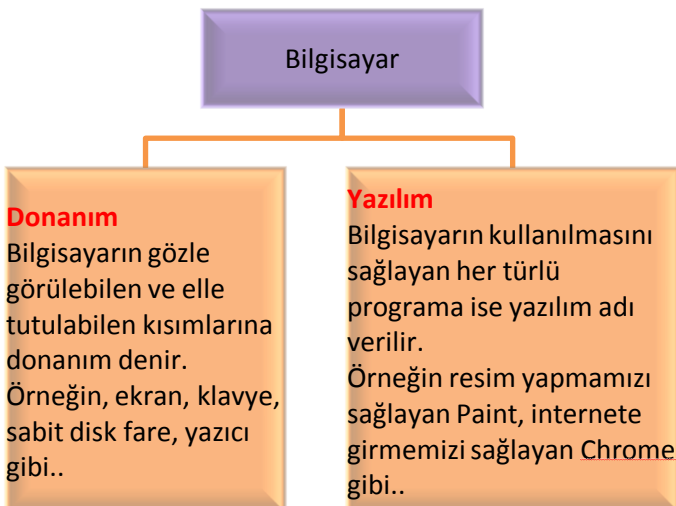 Bilgisayar
Donanım
Bilgisayarın gözle
görülebilen ve elle
tutulabilen kısımlarına
donanım denir.
Örneğin, ekran, klavye,
sabit disk fare, yazıcı
gibi..
Yazılım
Bilgisayarın kullanılmasını
sağlayan her türlü
programa ise yazılım adı
verilir.
Örneğin resim yapmamızı
sağlayan Paint, internete
girmemizi sağlayan Chrome
gibi..